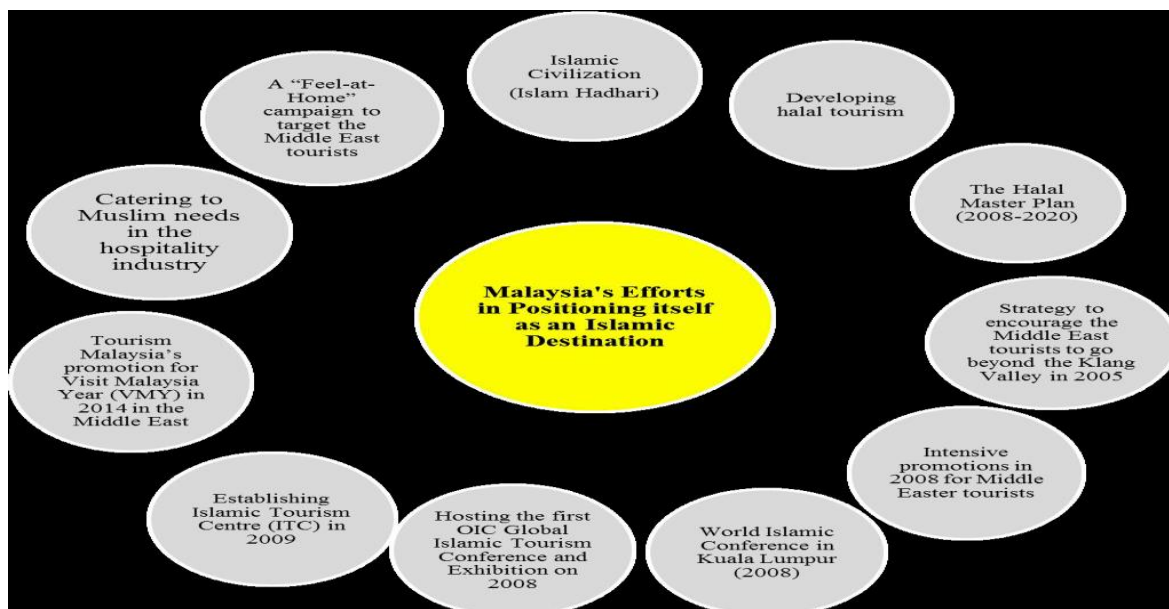 Islamic
Civilization
(Islam Hadhari)
Developing
halal tourism
The Halal
Master Plan
(2008-2020)
Strategy to
encourage the
Middle East
tourists to go
beyond the Klang
Valley in 2005
Intensive
promotions in
2008 for Middle
Easter tourists
World Islamic
Conference in
Kuala Lumpur
(2008)
Hosting the first
OIC Global
Islamic Tourism
Conference and
Exhibition on
2008
Establishing
Islamic Tourism
Centre (ITC) in
2009
Tourism
Malaysia’s
promotion for
Visit Malaysia
Year (VMY) in
2014 in the
Middle East
Catering to
Muslim needs
in the
hospitality
industry
A “Feel-at-
Home”
campaign to
target the
Middle East
tourists
Malaysia's Efforts
in Positioning itself
as an Islamic
Destination